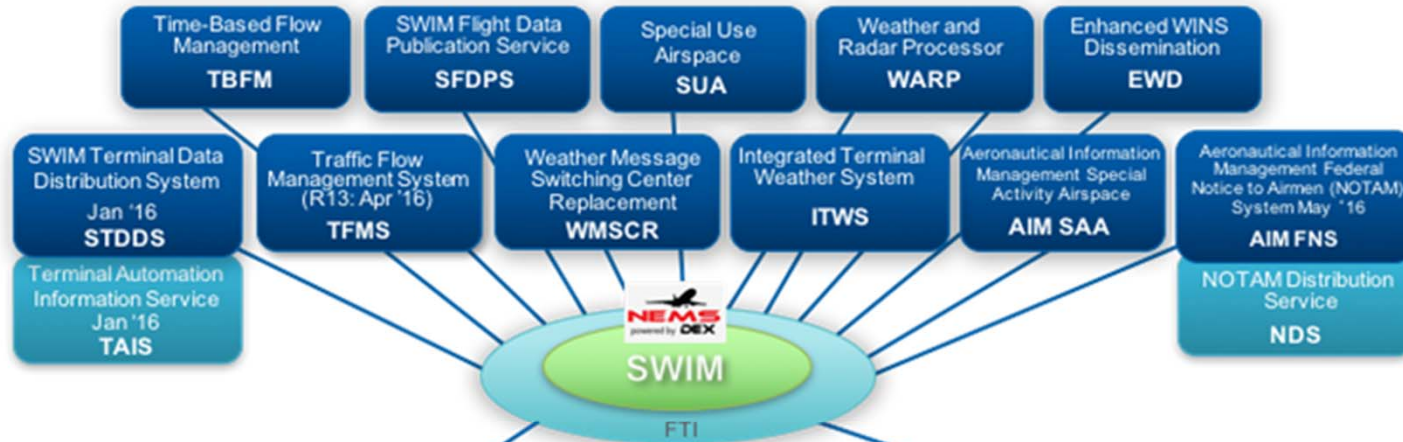 Time-Based Flow
Management
TBFM
SWIM Flight Data
Publication Service
SFDPS
Special Use
Airspace
SUA
Weather and
Radar Processor
WARP
Enhanced WINS
Dissemination
EWD
SWIM Terminal Data
Distribution System
Jan '16
STDDS
Terminal Automation
Information Service
Jan '16
TAIS
Traffic Flow
Management System
(R13: Apr '16)
TFMS
Weather Message
Switching Center
Replacement
WMSCR
Integrated Terminal
Weather System
ITWS
Aeronautical Information
Management Special
Activity Airspace
AIM SAA
Aeronautical Information
Management Federal
Notice to Airmen (NOTAM)
System May '16
AIM FNS
NOTAM Distribution
Service
NDS
NEMS
powered by DEX
SWIM
FTI